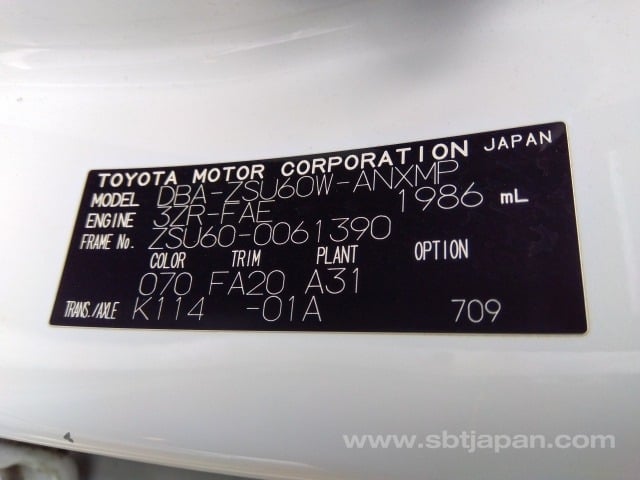 TOYOTA MOTOR CORPORATION JAPAN
MODEL DBA-ZSU60W-ANXMP
ENGINE 3ZR-FAE 1986 mL
FRAME No. ZSU60-0061390
COLOR TRIM PLANT OPTION
070 FA20 A31
TRANS./AXLE K114 -01A 709
www.sbtjapan.com